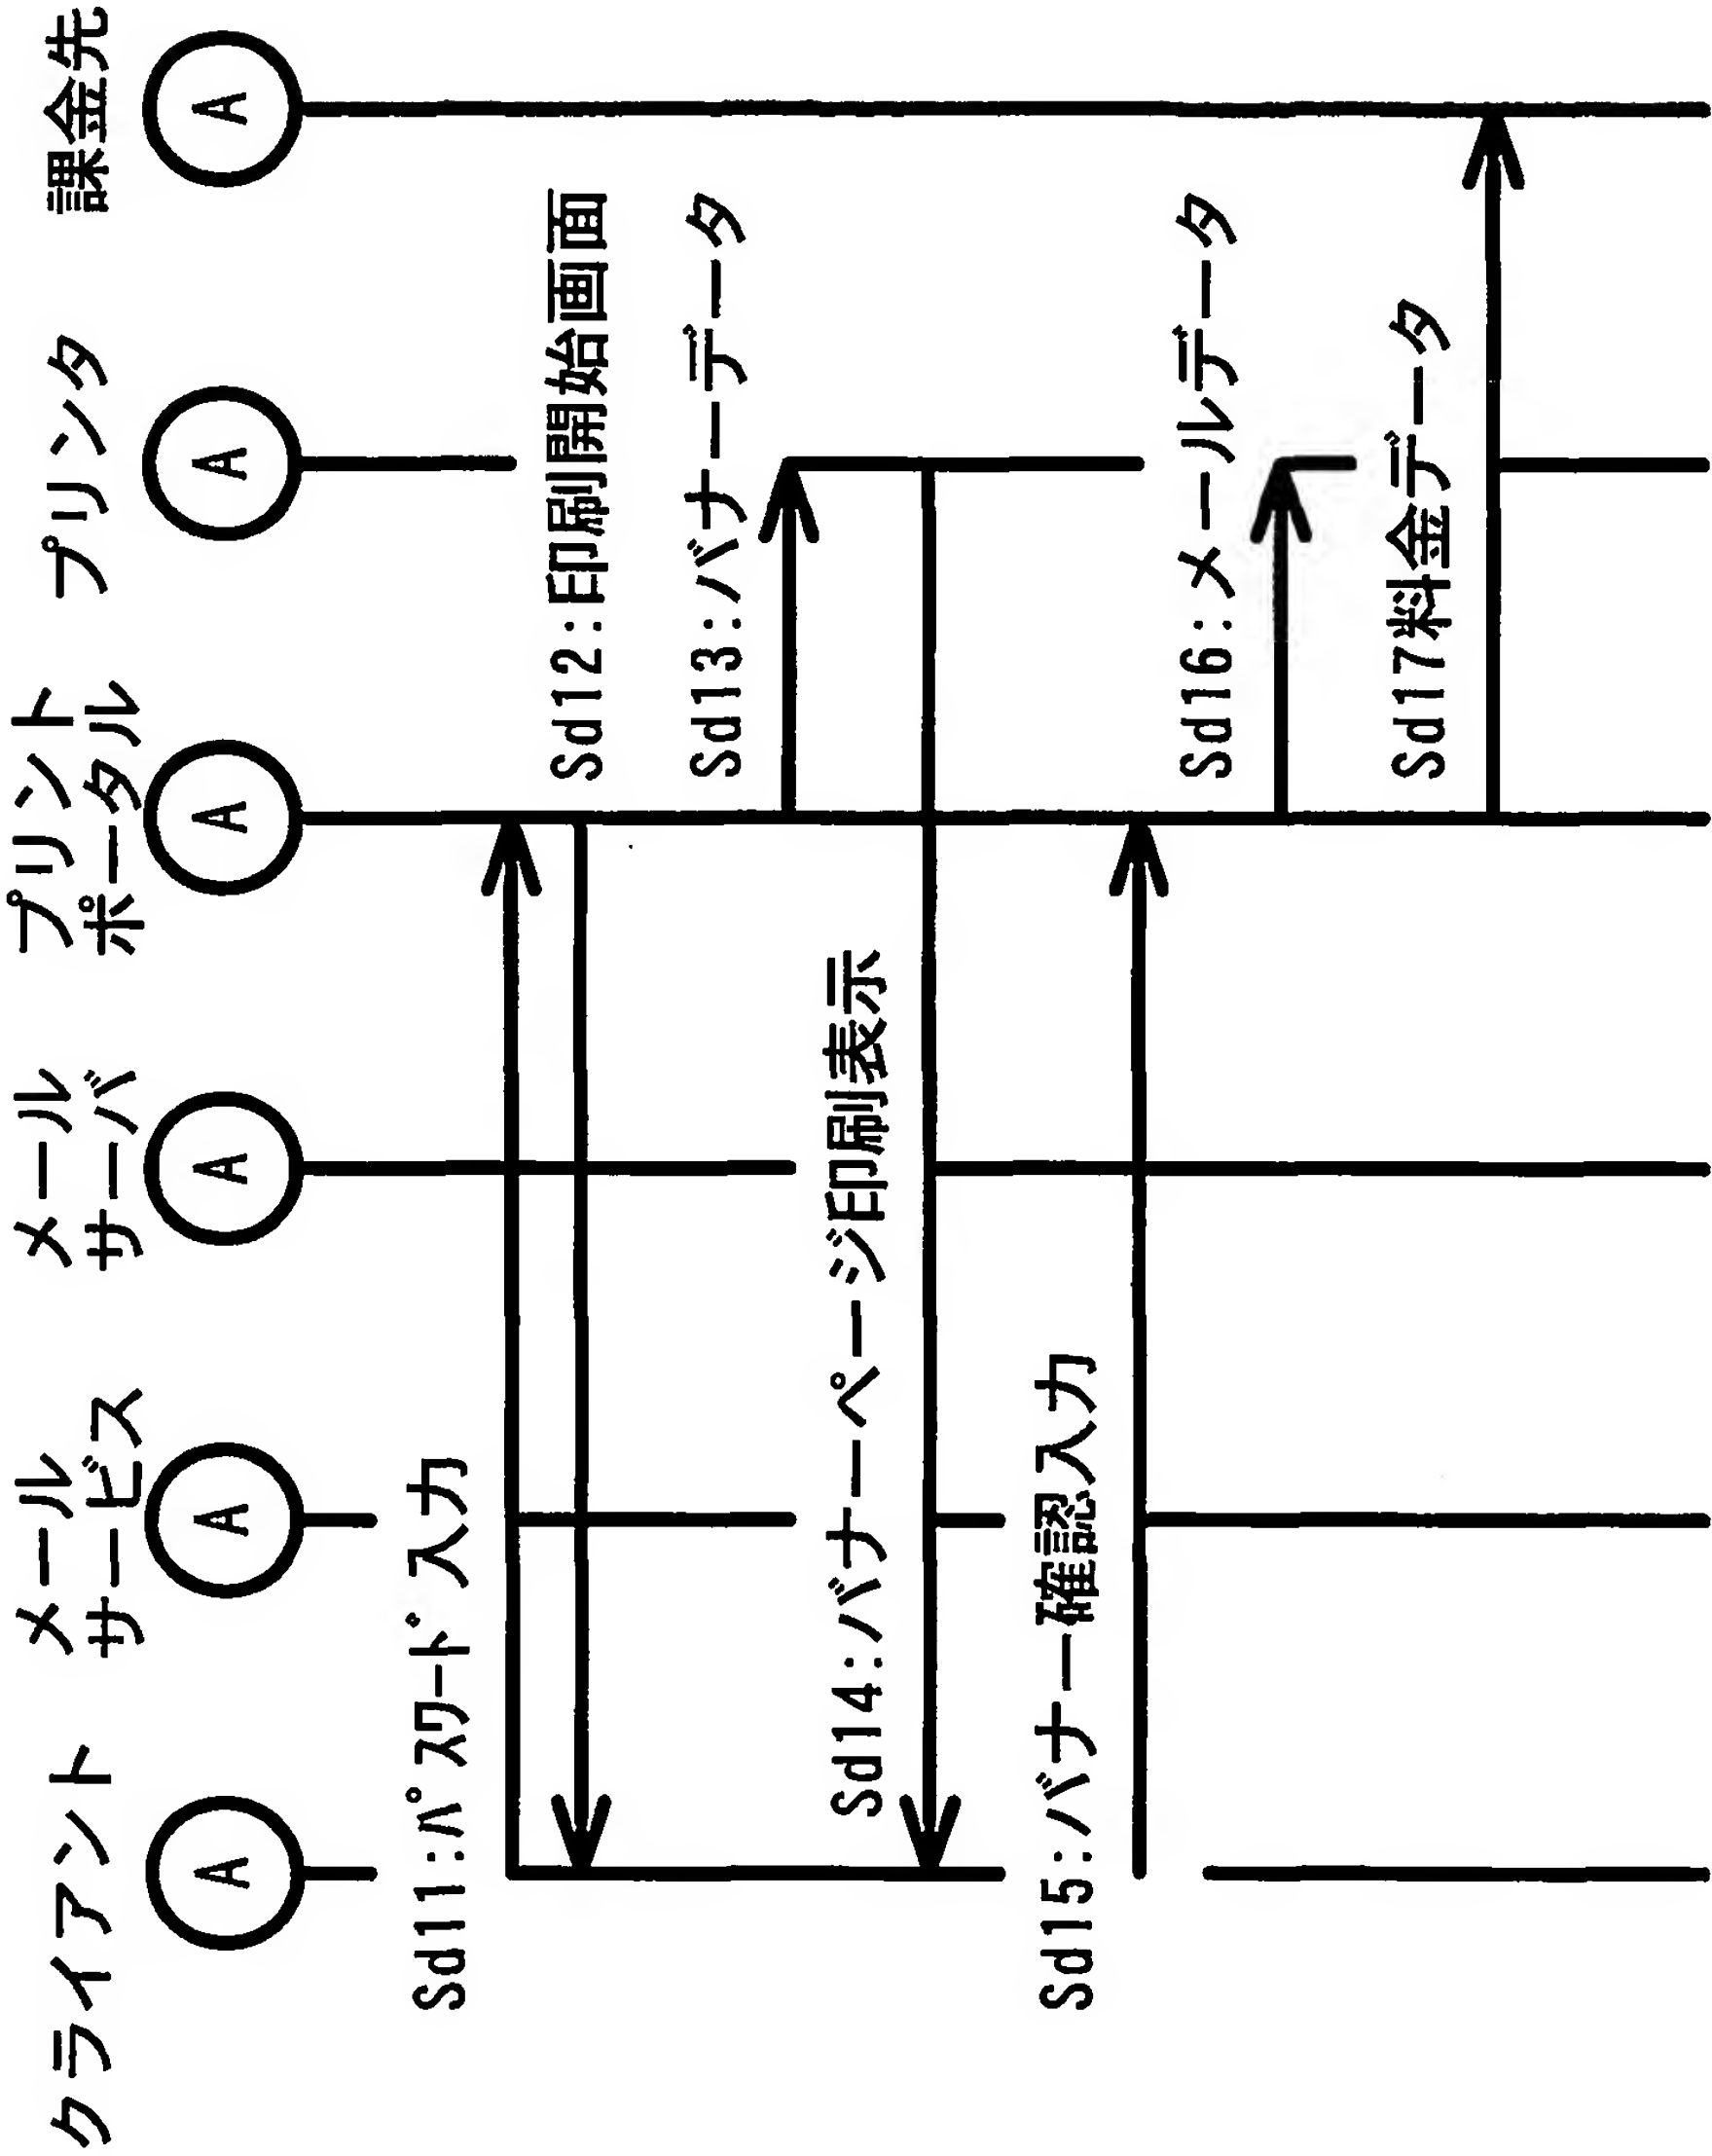 クライアント
メール
サービス
メール
サーバ
プリント
ポータル
プリンタ
課金先
A
A
A
A
A
A
Sd11:ﾊﾟｽﾜｰﾄﾞ入力
Sd12:印刷開始画面
Sd13:バナーデータ
Sd14:バナーページ印刷表示
Sd15:バナー確認入力
Sd16:メールデータ
Sd17料金データ